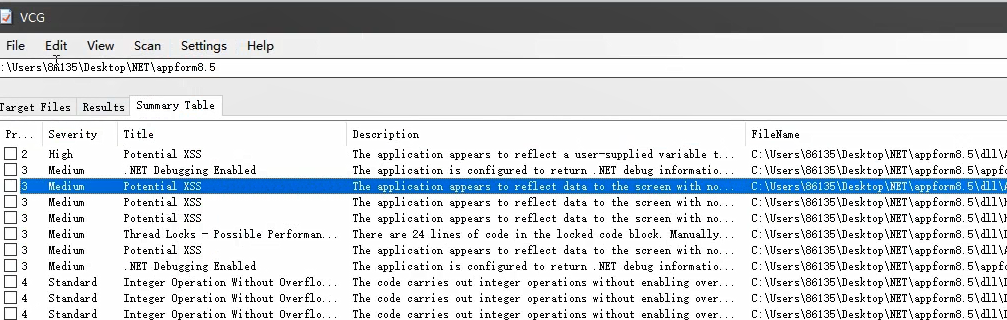 VCG
File Edit View Scan Settings Help
:\Users\86135\Desktop\NET\appform8.5
Target Files Results Summary Table
Pr... Severity Title Description FileName
2 High Potential XSS The application appears to reflect a user-supplied variable t... C:\Users\86135\Desktop\NET\appform8.5\dll\
3 Medium .NET Debugging Enabled The application is configured to return .NET debug informatio... C:\Users\86135\Desktop\NET\appform8.5\appfo
3 Medium Potential XSS The application appears to reflect data to the screen with no... C:\Users\86135\Desktop\NET\appform8.5\dll\
3 Medium Potential XSS The application appears to reflect data to the screen with no... C:\Users\86135\Desktop\NET\appform8.5\dll\
3 Medium Potential XSS The application appears to reflect data to the screen with no... C:\Users\86135\Desktop\NET\appform8.5\dll\
3 Medium Thread Locks - Possible Performan... There are 24 lines of code in the locked code block. Manually... C:\Users\86135\Desktop\NET\appform8.5\dll\
3 Medium Potential XSS The application appears to reflect data to the screen with no... C:\Users\86135\Desktop\NET\appform8.5\dll\
3 Medium .NET Debugging Enabled The application is configured to return .NET debug informatio... C:\Users\86135\Desktop\NET\appform8.5\appfo
4 Standard Integer Operation Without Overflo... The code carries out integer operations without enabling over... C:\Users\86135\Desktop\NET\appform8.5\dll\
4 Standard Integer Operation Without Overflo... The code carries out integer operations without enabling over... C:\Users\86135\Desktop\NET\appform8.5\dll\
4 Standard Integer Operation Without Overflo... The code carries out integer operations without enabling over... C:\Users\86135\Desktop\NET\appform8.5\dll\